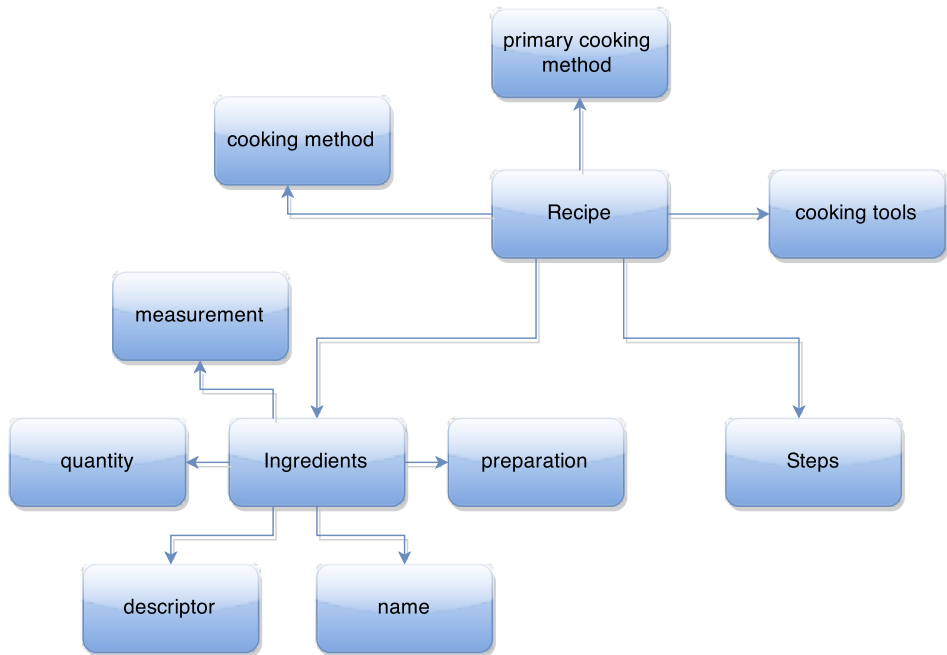 primary cooking
method
cooking method
Recipe
cooking tools
measurement
quantity
Ingredients
preparation
Steps
descriptor
name